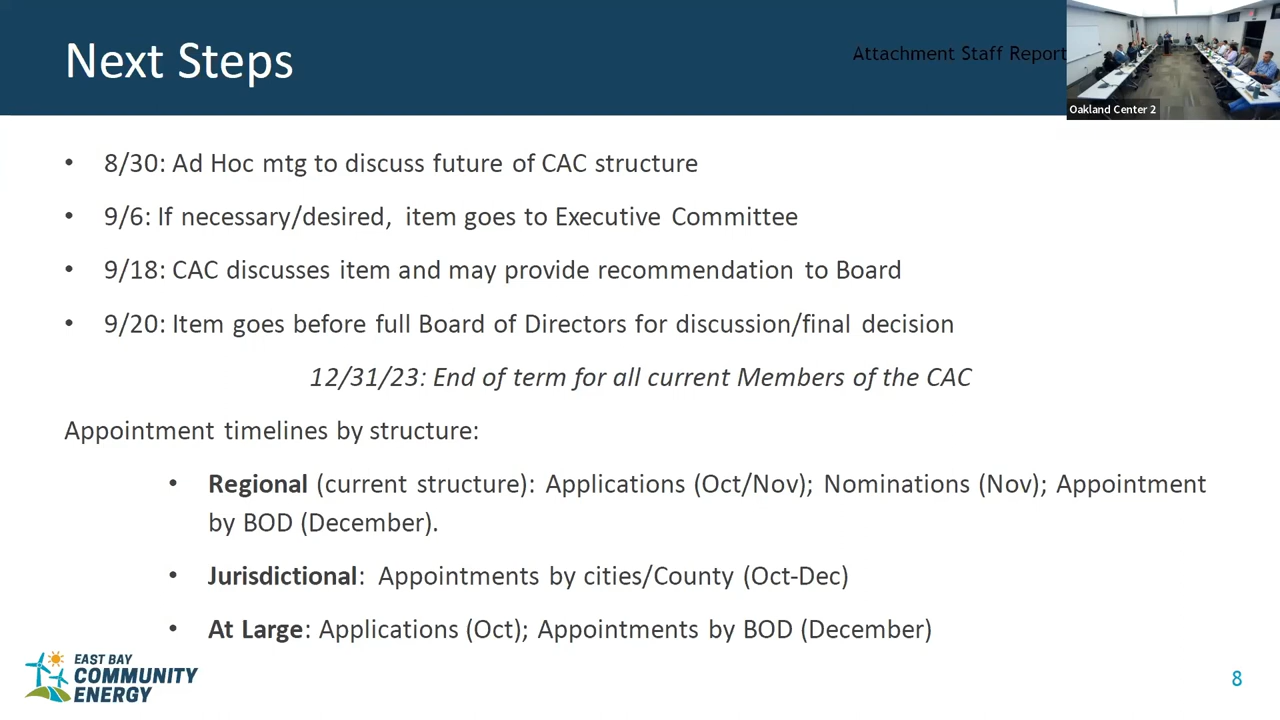 Next Steps
Attachment Staff Report
Oakland Center 2
• 8/30: Ad Hoc mtg to discuss future of CAC structure
• 9/6: If necessary/desired, item goes to Executive Committee
• 9/18: CAC discusses item and may provide recommendation to Board
• 9/20: Item goes before full Board of Directors for discussion/final decision
12/31/23: End of term for all current Members of the CAC
Appointment timelines by structure:
• Regional (current structure): Applications (Oct/Nov); Nominations (Nov); Appointment
by BOD (December).
• Jurisdictional: Appointments by cities/County (Oct-Dec)
• At Large: Applications (Oct); Appointments by BOD (December)
EAST BAY
COMMUNITY
ENERGY
8